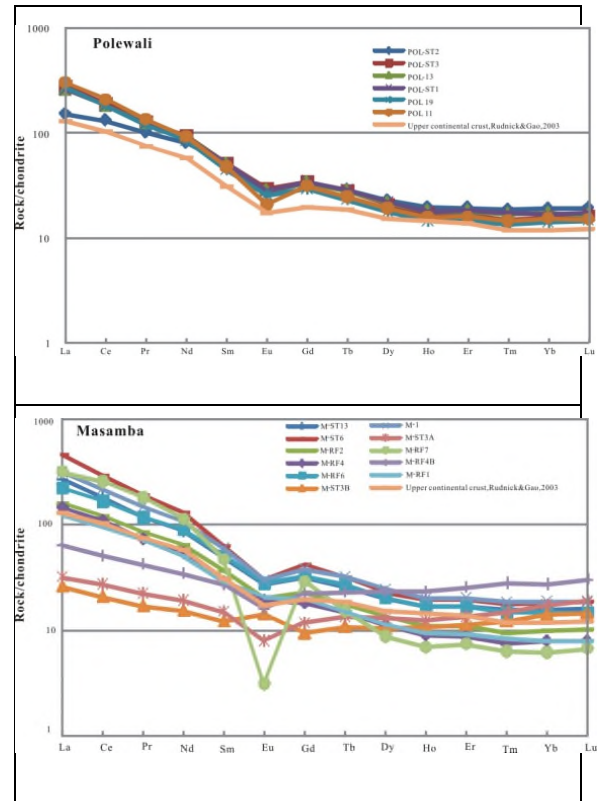 1000
Polewali
POL-ST2
POL-ST3
POL-13
POL-ST1
POL 19
POL 11
Upper continental crust,Rudnick&Gao,2003
100
Rock/chondrite
10
1
La Ce Pr Nd Sm Eu Gd Tb Dy Ho Er Tm Yb Lu
1000
Masamba
M-ST13 M-1
M-ST6 M-ST3A
M-RF2 M-RF7
M-RF4 M-RF4B
M-RF6 M-RF1
M-ST3B Upper continental crust,Rudnick&Gao,2003
100
Rock/chondrite
10
1
La Ce Pr Nd Sm Eu Gd Tb Dy Ho Er Tm Yb Lu